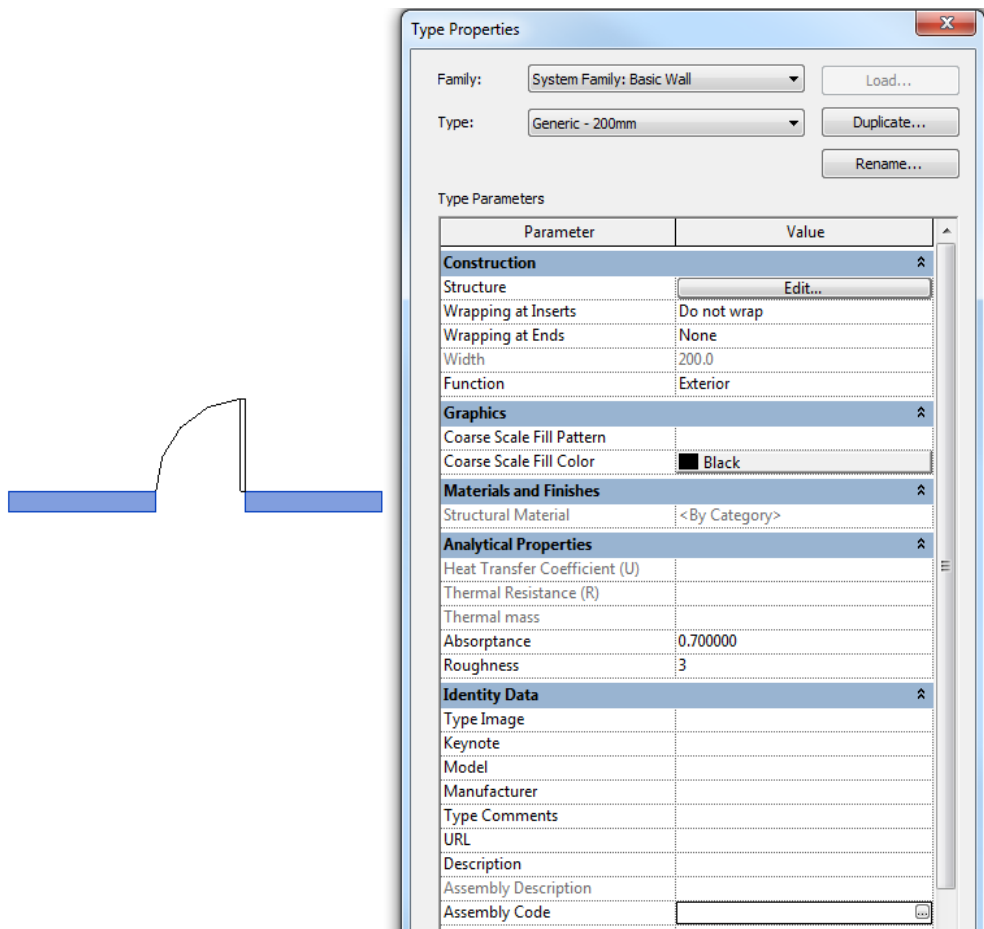 Type Properties
Family: System Family: Basic Wall Load...
Type: Generic - 200mm Duplicate...
Rename...
Type Parameters
Parameter Value
Construction
Structure Edit...
Wrapping at Inserts Do not wrap
Wrapping at Ends None
Width 200.0
Function Exterior
Graphics
Coarse Scale Fill Pattern
Coarse Scale Fill Color Black
Materials and Finishes
Structural Material <By Category>
Analytical Properties
Heat Transfer Coefficient (U)
Thermal Resistance (R)
Thermal mass
Absorptance 0.700000
Roughness 3
Identity Data
Type Image
Keynote
Model
Manufacturer
Type Comments
URL
Description
Assembly Description
Assembly Code ...